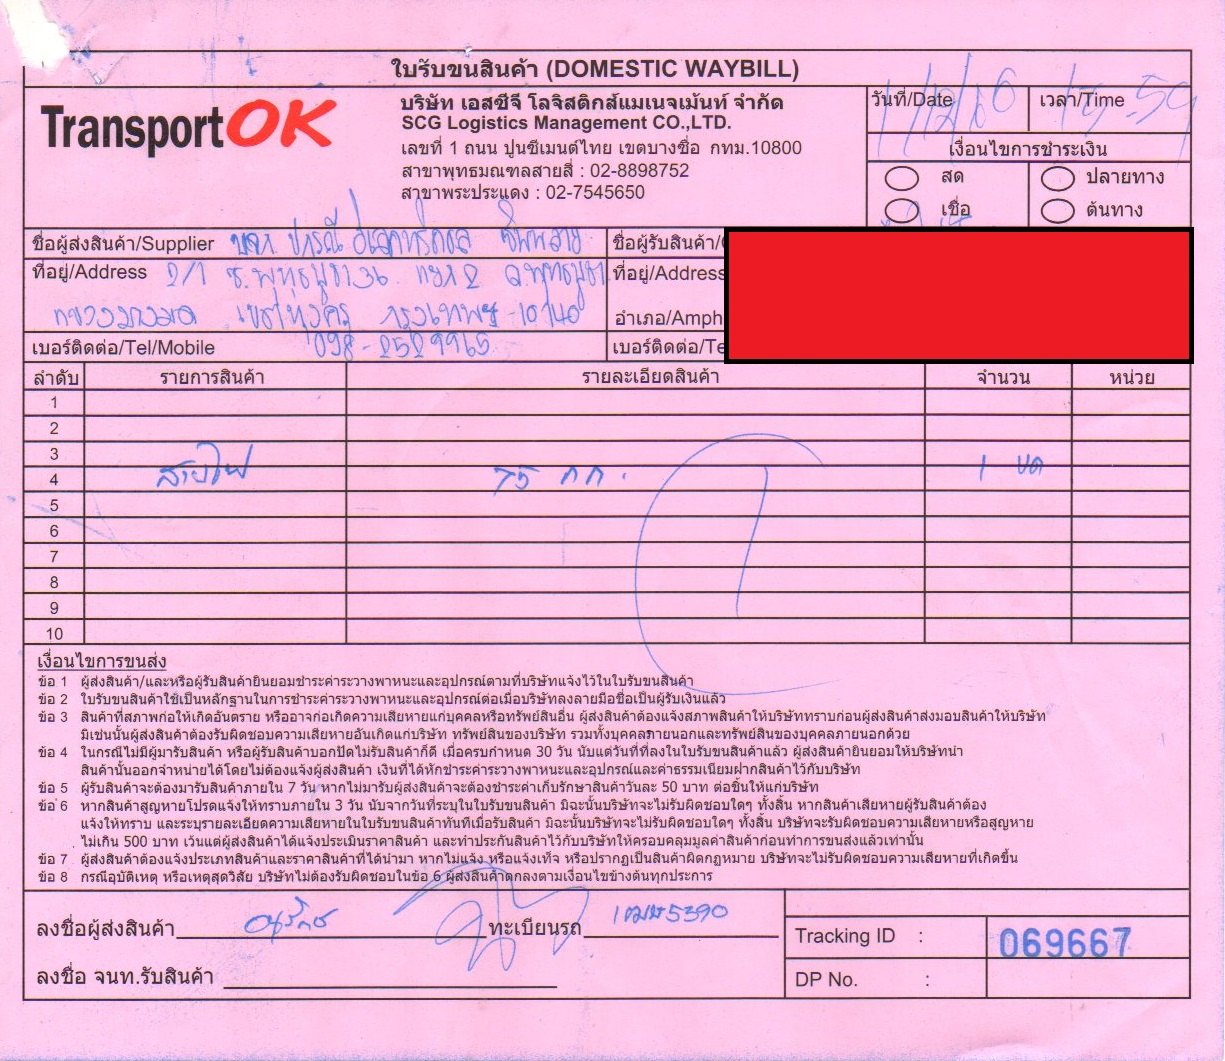 ใบรับขนสินค้า (DOMESTIC WAYBILL)
TransportOK
บริษัท เอสซีจี โลจิสติกส์แมเนจเม้นท์ จำกัด
SCG Logistics Management CO.,LTD.
เลขที่ 1 ถนน ปูนซีเมนต์ไทย เขตบางซื่อ กทม.10800
สาขาพุทธมณฑลสายสี่ : 02-8898752
สาขาพระประแดง : 02-7545650
วันที่/Date
เวลา/Time
เงื่อนไขการชำระเงิน
สด ปลายทาง
เชื่อ ต้นทาง
ชื่อผู้ส่งสินค้า/Supplier
ชื่อผู้รับสินค้า/
ที่อยู่/Address 2/1 ซ.พุทธบูชา 36 แยก 2 ถ.พุทธบูชา
ที่อยู่/Address
แขวงบางมด เขตทุ่งครุ กรุงเทพฯ 10140
อำเภอ/Amph
เบอร์ติดต่อ/Tel/Mobile 098-2529965
เบอร์ติดต่อ/Te
ลำดับ รายการสินค้า รายละเอียดสินค้า จำนวน หน่วย
1
2
3
4 สายไฟ 75 กก. 1 มัด
5
6
7
8
9
10
เงื่อนไขการขนส่ง
ข้อ 1 ผู้ส่งสินค้า/และหรือผู้รับสินค้ายินยอมชำระค่าระวางพาหนะและอุปกรณ์ตามที่บริษัทแจ้งไว้ในใบรับขนสินค้า
ข้อ 2 ใบรับขนสินค้าใช้เป็นหลักฐานในการชำระค่าระวางพาหนะและอุปกรณ์ต่อเมื่อบริษัทลงลายมือชื่อเป็นผู้รับเงินแล้ว
ข้อ 3 สินค้าที่สภาพก่อให้เกิดอันตราย หรืออาจก่อเกิดความเสียหายแก่บุคคลหรือทรัพย์สินอื่น ผู้ส่งสินค้าต้องแจ้งสภาพสินค้าให้บริษัททราบก่อนผู้ส่งสินค้าส่งมอบสินค้าให้บริษัท
มิเช่นนั้นผู้ส่งสินค้าต้องรับผิดชอบความเสียหายอันเกิดแก่บริษัท ทรัพย์สินของบริษัท รวมทั้งบุคคลภายนอกและทรัพย์สินของบุคคลภายนอกด้วย
ข้อ 4 ในกรณีไม่มีผู้มารับสินค้า หรือผู้รับสินค้าบอกปัดไม่รับสินค้าก็ดี เมื่อครบกำหนด 30 วัน นับแต่วันที่ที่ลงในใบรับขนสินค้าแล้ว ผู้ส่งสินค้ายินยอมให้บริษัทนำ
สินค้านั้นออกจำหน่ายได้โดยไม่ต้องแจ้งผู้ส่งสินค้า เงินที่ได้หักชำระค่าระวางพาหนะและอุปกรณ์และค่าธรรมเนียมฝากสินค้าไว้กับบริษัท
ข้อ 5 ผู้รับสินค้าจะต้องมารับสินค้าภายใน 7 วัน หากไม่มารับผู้ส่งสินค้าจะต้องชำระค่าเก็บรักษาสินค้าวันละ 50 บาท ต่อชิ้นให้แก่บริษัท
ข้อ 6 หากสินค้าสูญหายโปรดแจ้งให้ทราบภายใน 3 วัน นับจากวันที่ระบุในใบรับขนสินค้า มิฉะนั้นบริษัทจะไม่รับผิดชอบใดๆ ทั้งสิ้น หากสินค้าเสียหายผู้รับสินค้าต้อง
แจ้งให้ทราบ และระบุรายละเอียดความเสียหายในใบรับขนสินค้าทันทีเมื่อรับสินค้า มิฉะนั้นบริษัทจะไม่รับผิดชอบใดๆ ทั้งสิ้น บริษัทจะรับผิดชอบความเสียหายหรือสูญหาย
ไม่เกิน 500 บาท เว้นแต่ผู้ส่งสินค้าได้แจ้งประเมินราคาสินค้า และทำประกันสินค้าไว้กับบริษัทให้ครอบคลุมมูลค่าสินค้าก่อนทำการขนส่งแล้วเท่านั้น
ข้อ 7 ผู้ส่งสินค้าต้องแจ้งประเภทสินค้าและราคาสินค้าที่ได้นำมา หากไม่แจ้ง หรือแจ้งเท็จ หรือปรากฏเป็นสินค้าผิดกฎหมาย บริษัทจะไม่รับผิดชอบความเสียหายที่เกิดขึ้น
ข้อ 8 กรณีอุบัติเหตุ หรือเหตุสุดวิสัย บริษัทไม่ต้องรับผิดชอบในข้อ 6 ผู้ส่งสินค้าตกลงตามเงื่อนไขข้างต้นทุกประการ
ลงชื่อผู้ส่งสินค้า ทะเบียนรถ
Tracking ID : 069667
ลงชื่อ จนท.รับสินค้า
DP No. :